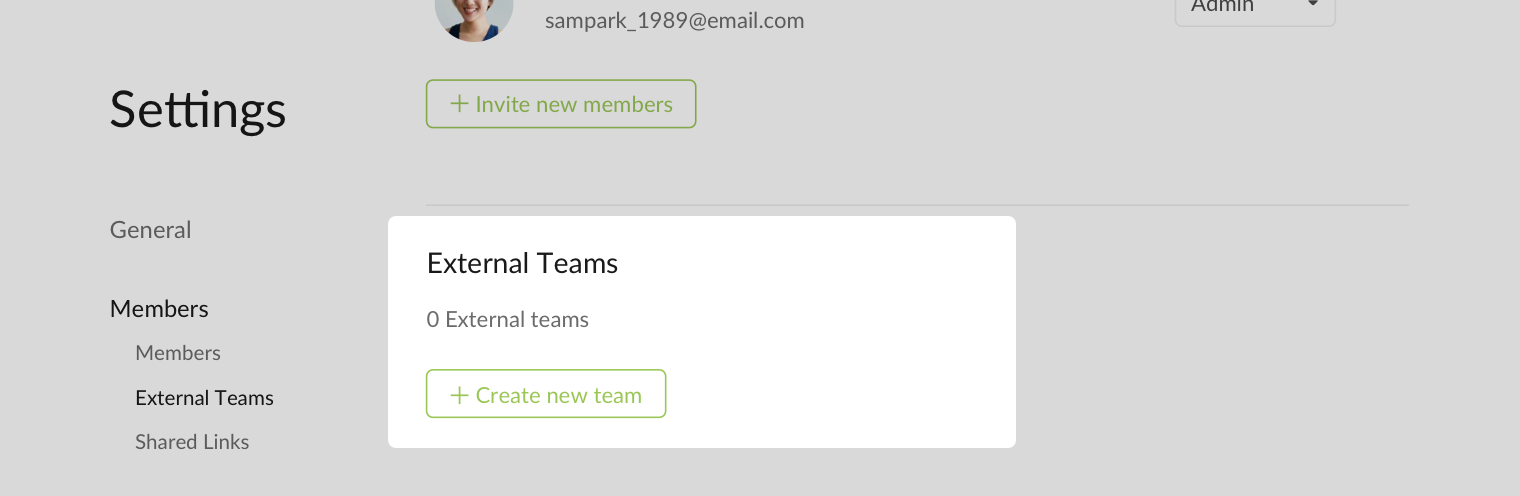 sampark_1989@email.com
Admin
Settings
+ Invite new members
General
Members
Members
External Teams
Shared Links
External Teams
0 External teams
+ Create new team